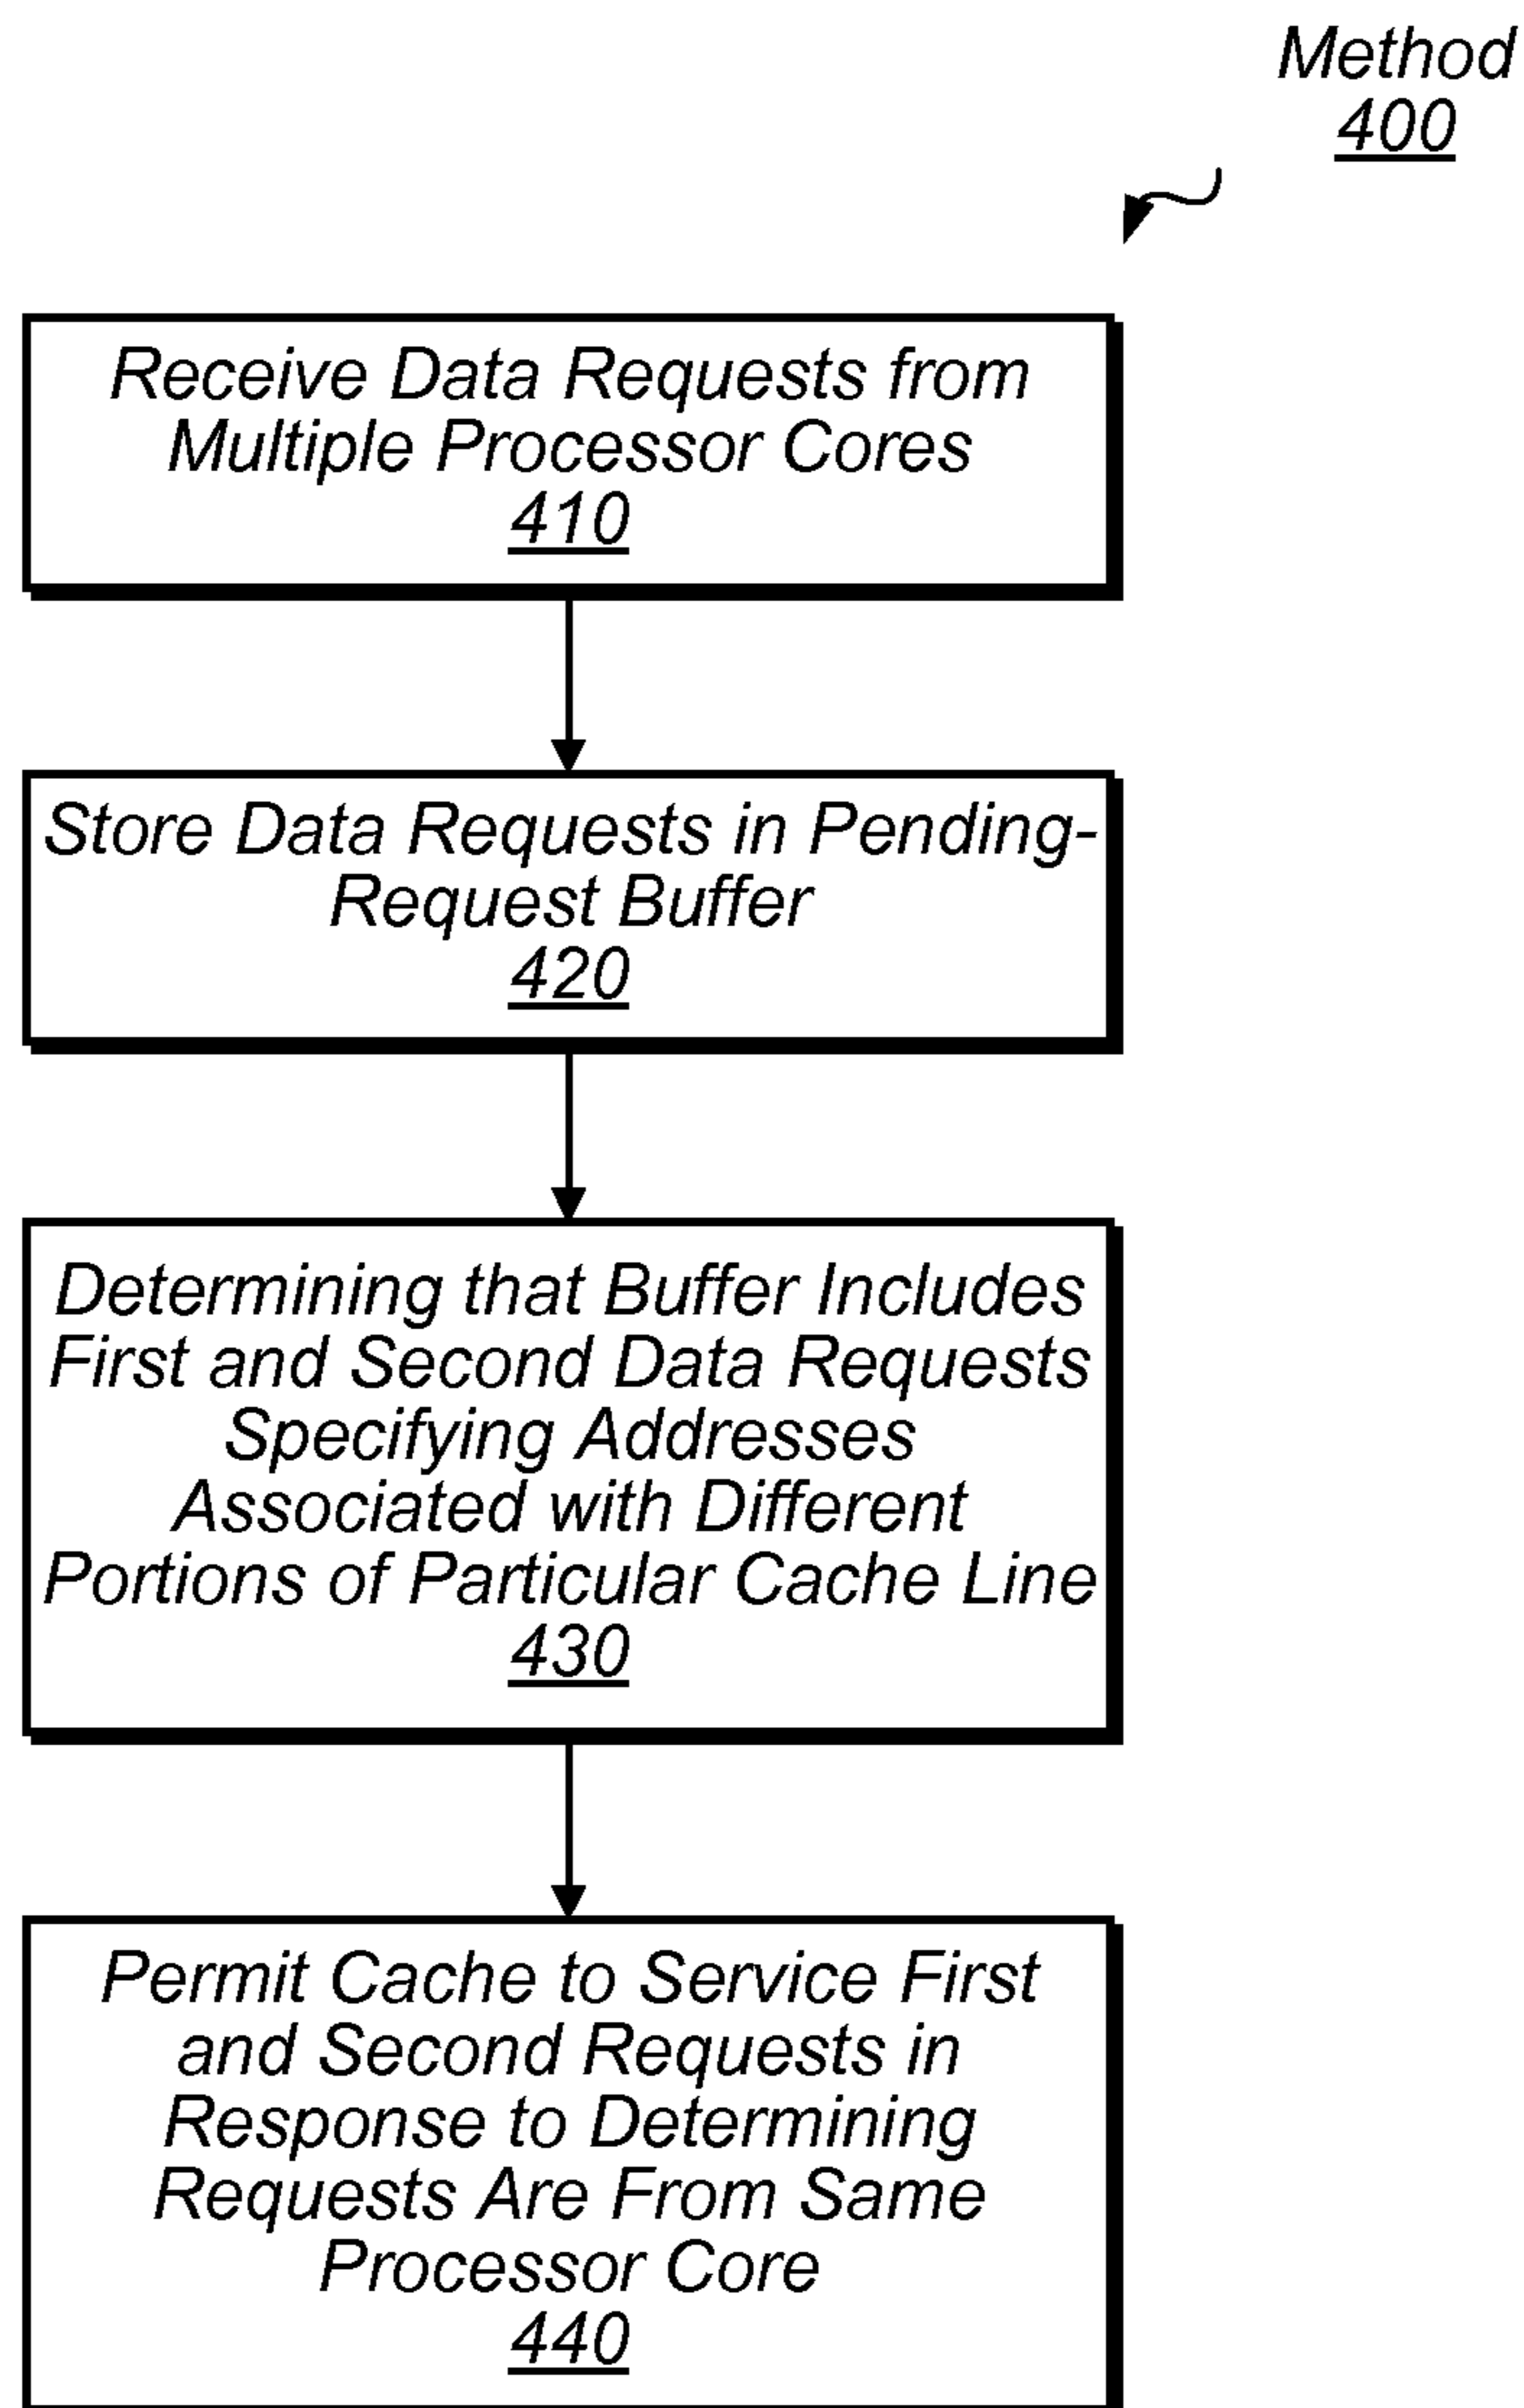 Method
400
Receive Data Requests from
Multiple Processor Cores
410
Store Data Requests in Pending-
Request Buffer
420
Determining that Buffer Includes
First and Second Data Requests
Specifying Addresses
Associated with Different
Portions of Particular Cache Line
430
Permit Cache to Service First
and Second Requests in
Response to Determining
Requests Are From Same
Processor Core
440